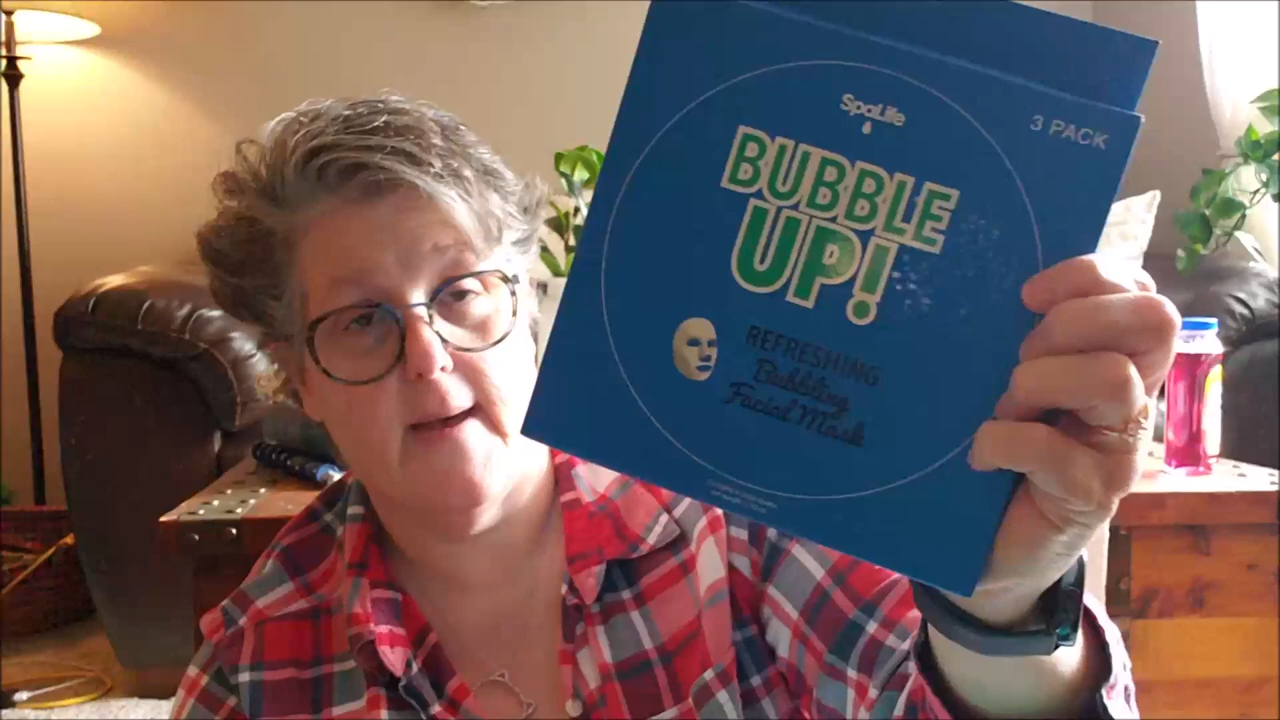 SpaLife
3 PACK
BUBBLE
UP!
REFRESHING
Bubbling
Facial Mask